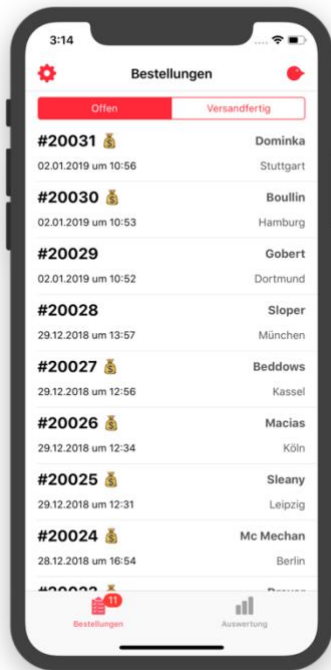 3:14
Bestellungen
Offen Versandfertig
#20031 💰 Dominka
02.01.2019 um 10:56 Stuttgart
#20030 💰 Boullin
02.01.2019 um 10:53 Hamburg
#20029 Gobert
02.01.2019 um 10:52 Dortmund
#20028 Sloper
29.12.2018 um 13:57 München
#20027 💰 Beddows
29.12.2018 um 12:56 Kassel
#20026 💰 Macias
29.12.2018 um 12:34 Köln
#20025 💰 Sleany
29.12.2018 um 12:31 Leipzig
#20024 💰 Mc Mechan
28.12.2018 um 16:54 Berlin
11
Bestellungen Auswertung